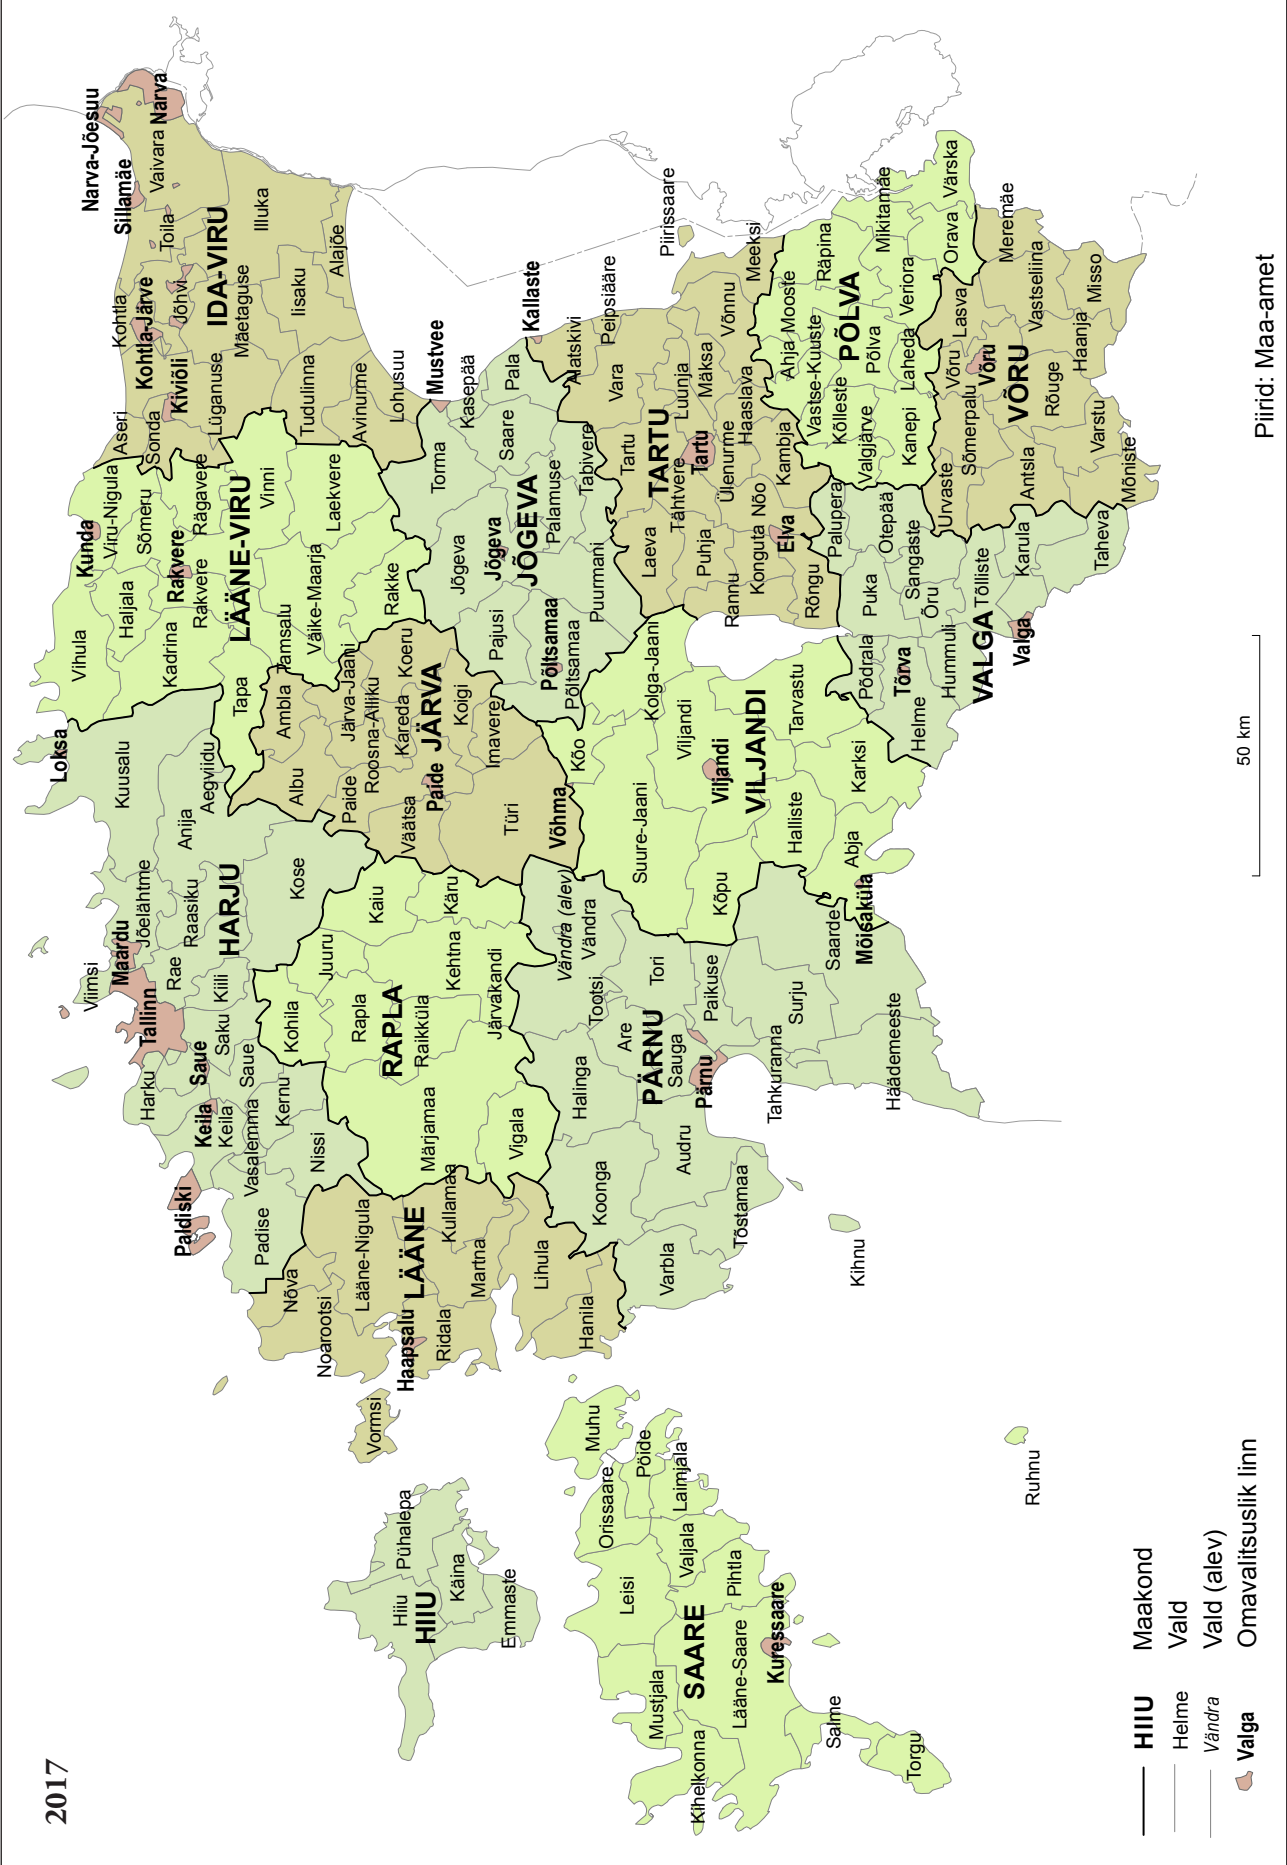 2017
HIIU
Hiiu
Pühalepa
Käina
Emmaste
SAARE
Leisi
Orissaare
Muhu
Pöide
Laimjala
Valjala
Pihtla
Kuressaare
Lääne-Saare
Mustjala
Kihelkonna
Salme
Torgu
Ruhnu
LÄÄNE
Vormsi
Noarootsi
Nõva
Lääne-Nigula
Haapsalu
Ridala
Martna
Kullamaa
Lihula
Hanila
HARJU
Paldiski
Padise
Vasalemma
Keila
Keila
Harku
Kernu
Nissi
Saue
Saue
Saku
Kiili
Tallinn
Viimsi
Maardu
Rae
Jõelähtme
Raasiku
Kose
Anija
Aegviidu
Kuusalu
Loksa
RAPLA
Kohila
Juuru
Kaiu
Rapla
Raikküla
Kehtna
Käru
Järvakandi
Märjamaa
Vigala
PÄRNU
Vändra (alev)
Vändra
Tootsi
Tori
Are
Halinga
Sauga
Paikuse
Pärnu
Audru
Koonga
Varbla
Tõstamaa
Kihnu
Tahkuranna
Surju
Saarde
Häädemeeste
JÄRVA
Ambla
Albu
Järva-Jaani
Roosna-Alliku
Paide
Paide
Kareda
Koeru
Koigi
Väätsa
Türi
Imavere
LÄÄNE-VIRU
Vihula
Haljala
Kunda
Viru-Nigula
Sõmeru
Kadrina
Rakvere
Rakvere
Rägavere
Vinni
Tapa
Tamsalu
Väike-Maarja
Laekvere
Rakke
IDA-VIRU
Narva-Jõesuu
Narva
Sillamäe
Vaivara
Toila
Kohtla
Kohtla-Järve
Jõhvi
Kiviõli
Aseri
Sonda
Lüganuse
Mäetaguse
Illuka
Iisaku
Alajõe
Tudulinna
Avinurme
Lohusuu
JÕGEVA
Mustvee
Kasepää
Torma
Saare
Pala
Jõgeva
Jõgeva
Palamuse
Tabivere
Pajusi
Põltsamaa
Põltsamaa
Puurmani
VILJANDI
Võhma
Kõo
Kolga-Jaani
Suure-Jaani
Viljandi
Viljandi
Kõpu
Tarvastu
Halliste
Karksi
Abja
Mõisaküla
TARTU
Kallaste
Peipsiääre
Alatskivi
Vara
Piirissaare
Tartu
Tartu
Tähtvere
Luunja
Mäksa
Võnnu
Meeksi
Laeva
Puhja
Ülenurme
Haaslava
Kambja
Nõo
Konguta
Elva
Rannu
Rõngu
PÕLVA
Räpina
Mikitamäe
Värska
Orava
Veriora
Mooste
Ahja
Vastse-Kuuste
Põlva
Laheda
Kõlleste
Valgjärve
Kanepi
VÕRU
Meremäe
Vastseliina
Misso
Lasva
Võru
Võru
Haanja
Rõuge
Sõmerpalu
Urvaste
Antsla
Varstu
Mõniste
VALGA
Palupera
Otepää
Puka
Sangaste
Põdrala
Tõrva
Õru
Tõlliste
Karula
Hummuli
Helme
Valga
Taheva
HIIU Maakond
Helme Vald
Vändra Vald (alev)
Valga Omavalitsuslik linn
50 km
Piirid: Maa-amet